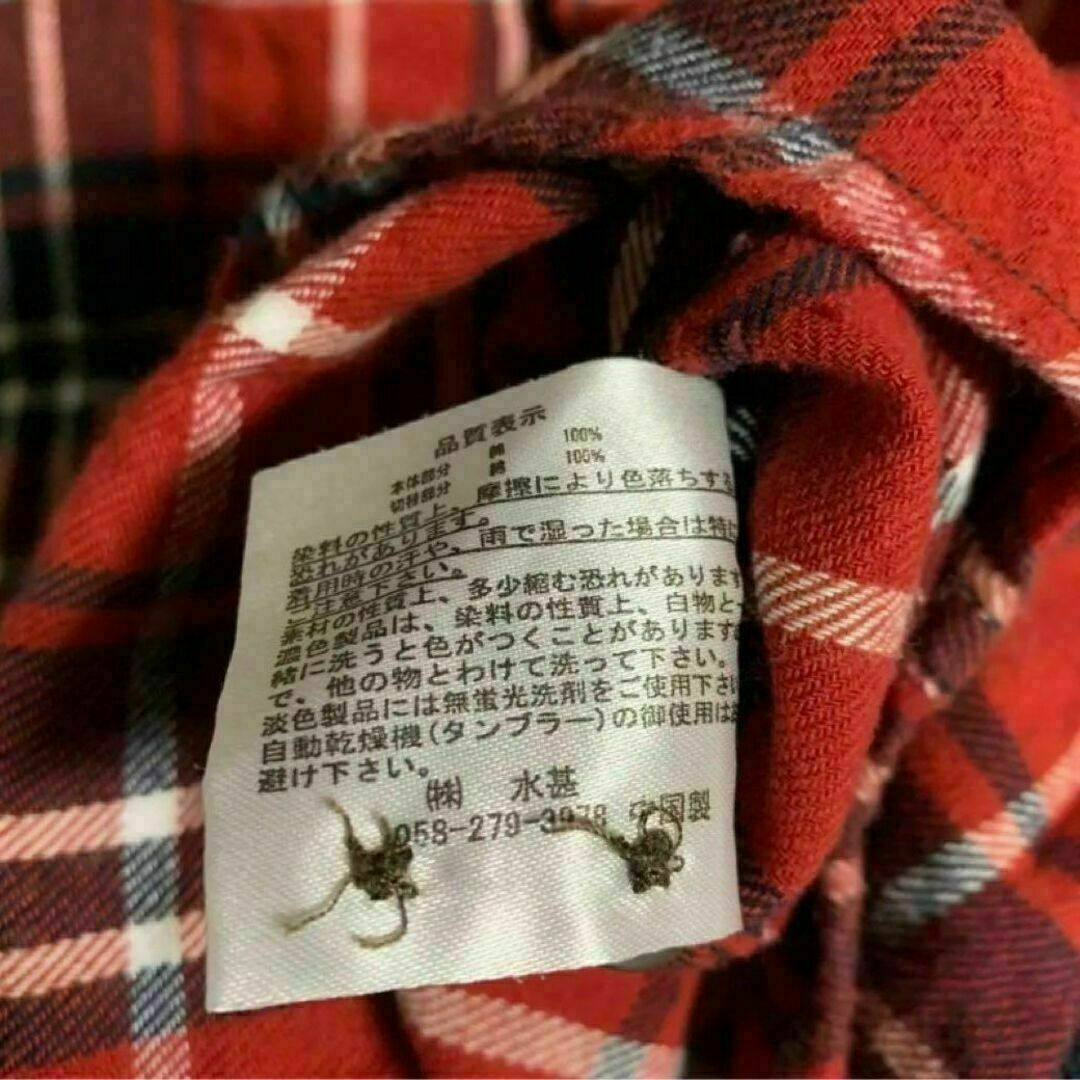 品質表示
本体部分 綿 100%
切替部分 綿 100%
染料の性質上、摩擦により色落ちする
恐れがあります。
着用時の汗や、雨で湿った場合は特に
ご注意下さい。
素材の性質上、多少縮む恐れがあります
濃色製品は、染料の性質上、白物と一
緒に洗うと色がつくことがありますの
で、他の物とわけて洗って下さい。
淡色製品には無蛍光洗剤をご使用下さい
自動乾燥機(タンブラー)の御使用はお
避け下さい。
㈱ 水甚
058-279-3978 中国製